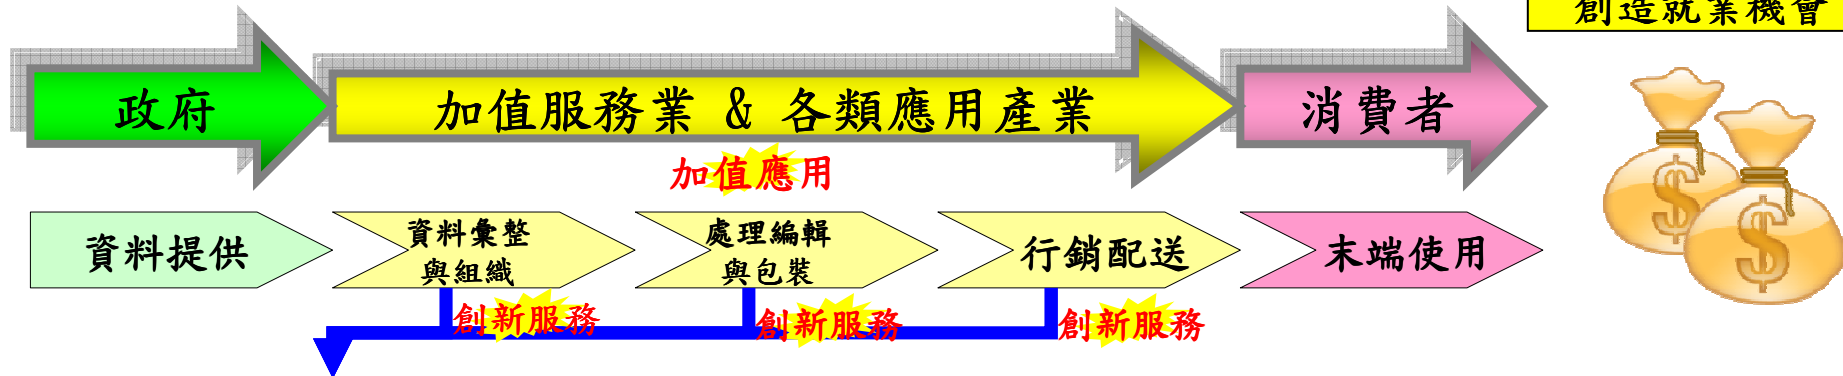 創造就業機會
政府
加值服務業 & 各類應用產業
消費者
加值應用
資料提供
資料彙整
與組織
處理編輯
與包裝
行銷配送
末端使用
創新服務
創新服務
創新服務
$
$